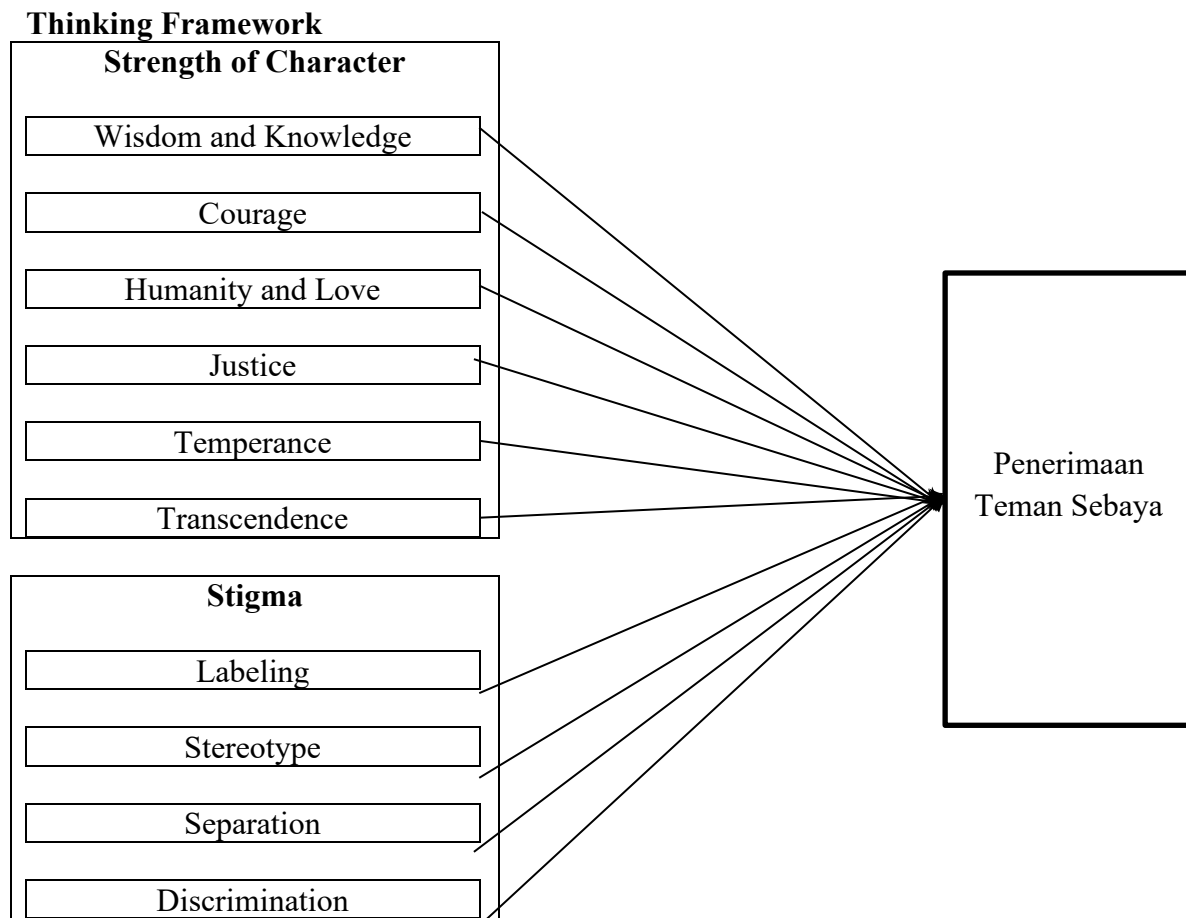 Thinking Framework
Strength of Character
Wisdom and Knowledge
Courage
Humanity and Love
Justice
Temperance
Transcendence
Stigma
Labeling
Stereotype
Separation
Discrimination
Penerimaan
Teman Sebaya